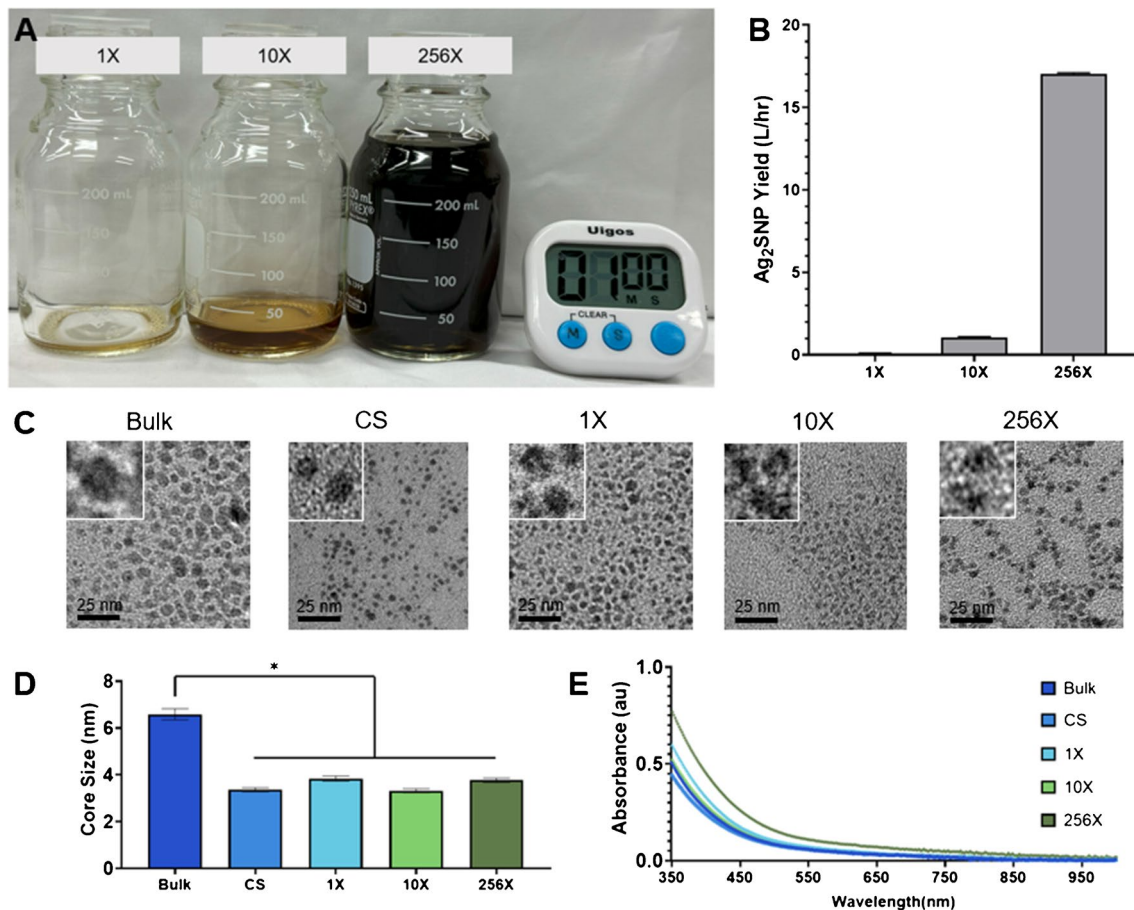 A
1X
10X
256X
200 mL
150
100
50
200 mL
150
100
50
PYREX®
200 mL
150
100
50
Uigos
01 00
M S
CLEAR
M
S
B
Ag₂SNP Yield (L/hr)
20
15
10
5
0
1X
10X
256X
C
Bulk
CS
1X
10X
256X
25 nm
25 nm
25 nm
25 nm
25 nm
D
Core Size (nm)
8
6
4
2
0
*
Bulk
CS
1X
10X
256X
E
Absorbance (au)
1.0
0.5
0.0
350
450
550
650
750
850
950
Wavelength(nm)
Bulk
CS
1X
10X
256X